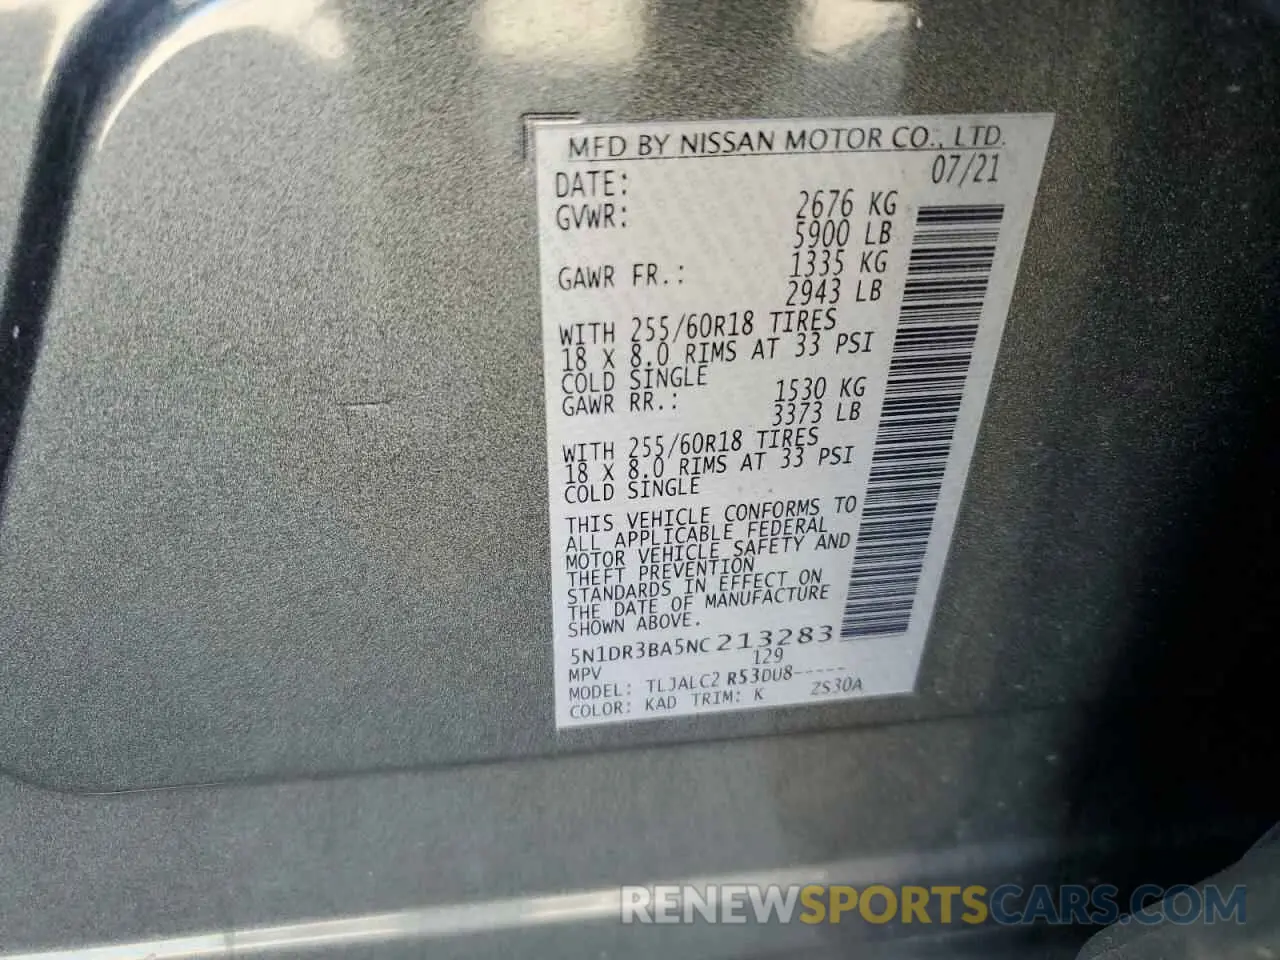 MFD BY NISSAN MOTOR CO., LTD.
DATE: 07/21
GVWR: 2676 KG
5900 LB
GAWR FR.: 1335 KG
2943 LB
WITH 255/60R18 TIRES
18 X 8.0 RIMS AT 33 PSI
COLD SINGLE
GAWR RR.: 1530 KG
3373 LB
WITH 255/60R18 TIRES
18 X 8.0 RIMS AT 33 PSI
COLD SINGLE
THIS VEHICLE CONFORMS TO
ALL APPLICABLE FEDERAL
MOTOR VEHICLE SAFETY AND
THEFT PREVENTION
STANDARDS IN EFFECT ON
THE DATE OF MANUFACTURE
SHOWN ABOVE.
5N1DR3BA5NC213283
MPV 129
MODEL: TLJALC2 R53DU8-----
COLOR: KAD TRIM: K ZS30A
RENEWSPORTSCARS.COM